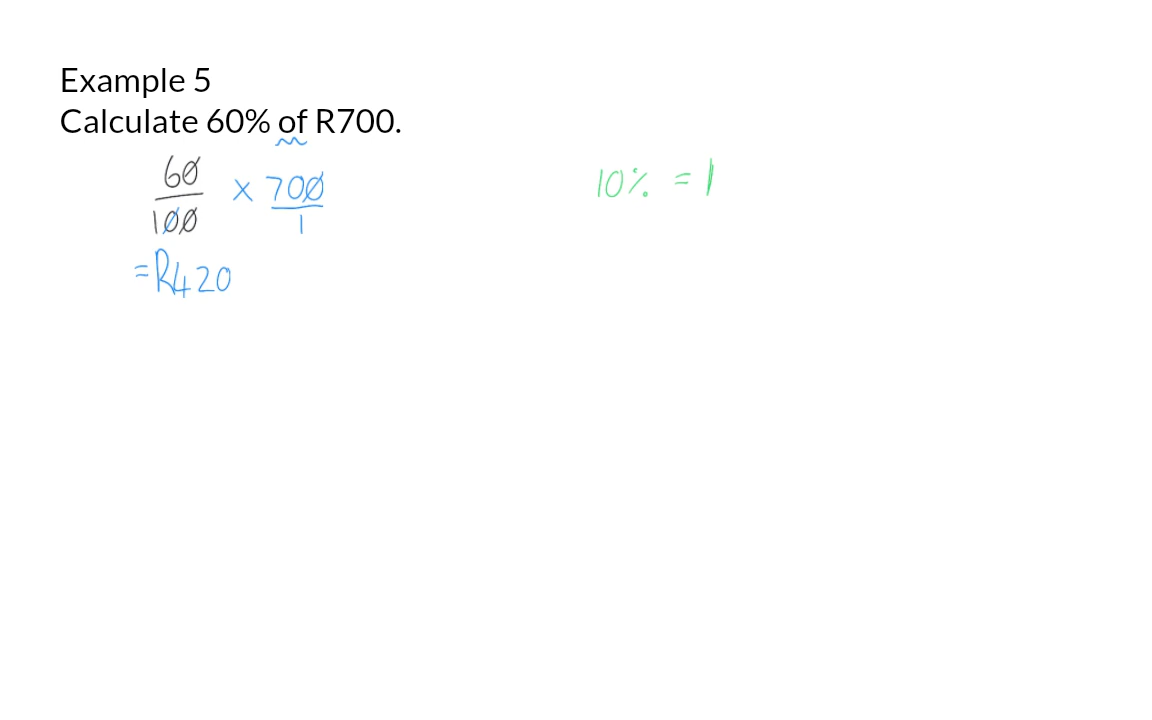 Example 5
Calculate 60% of R700.
60/100 × 700/1
= R420
10% = 1